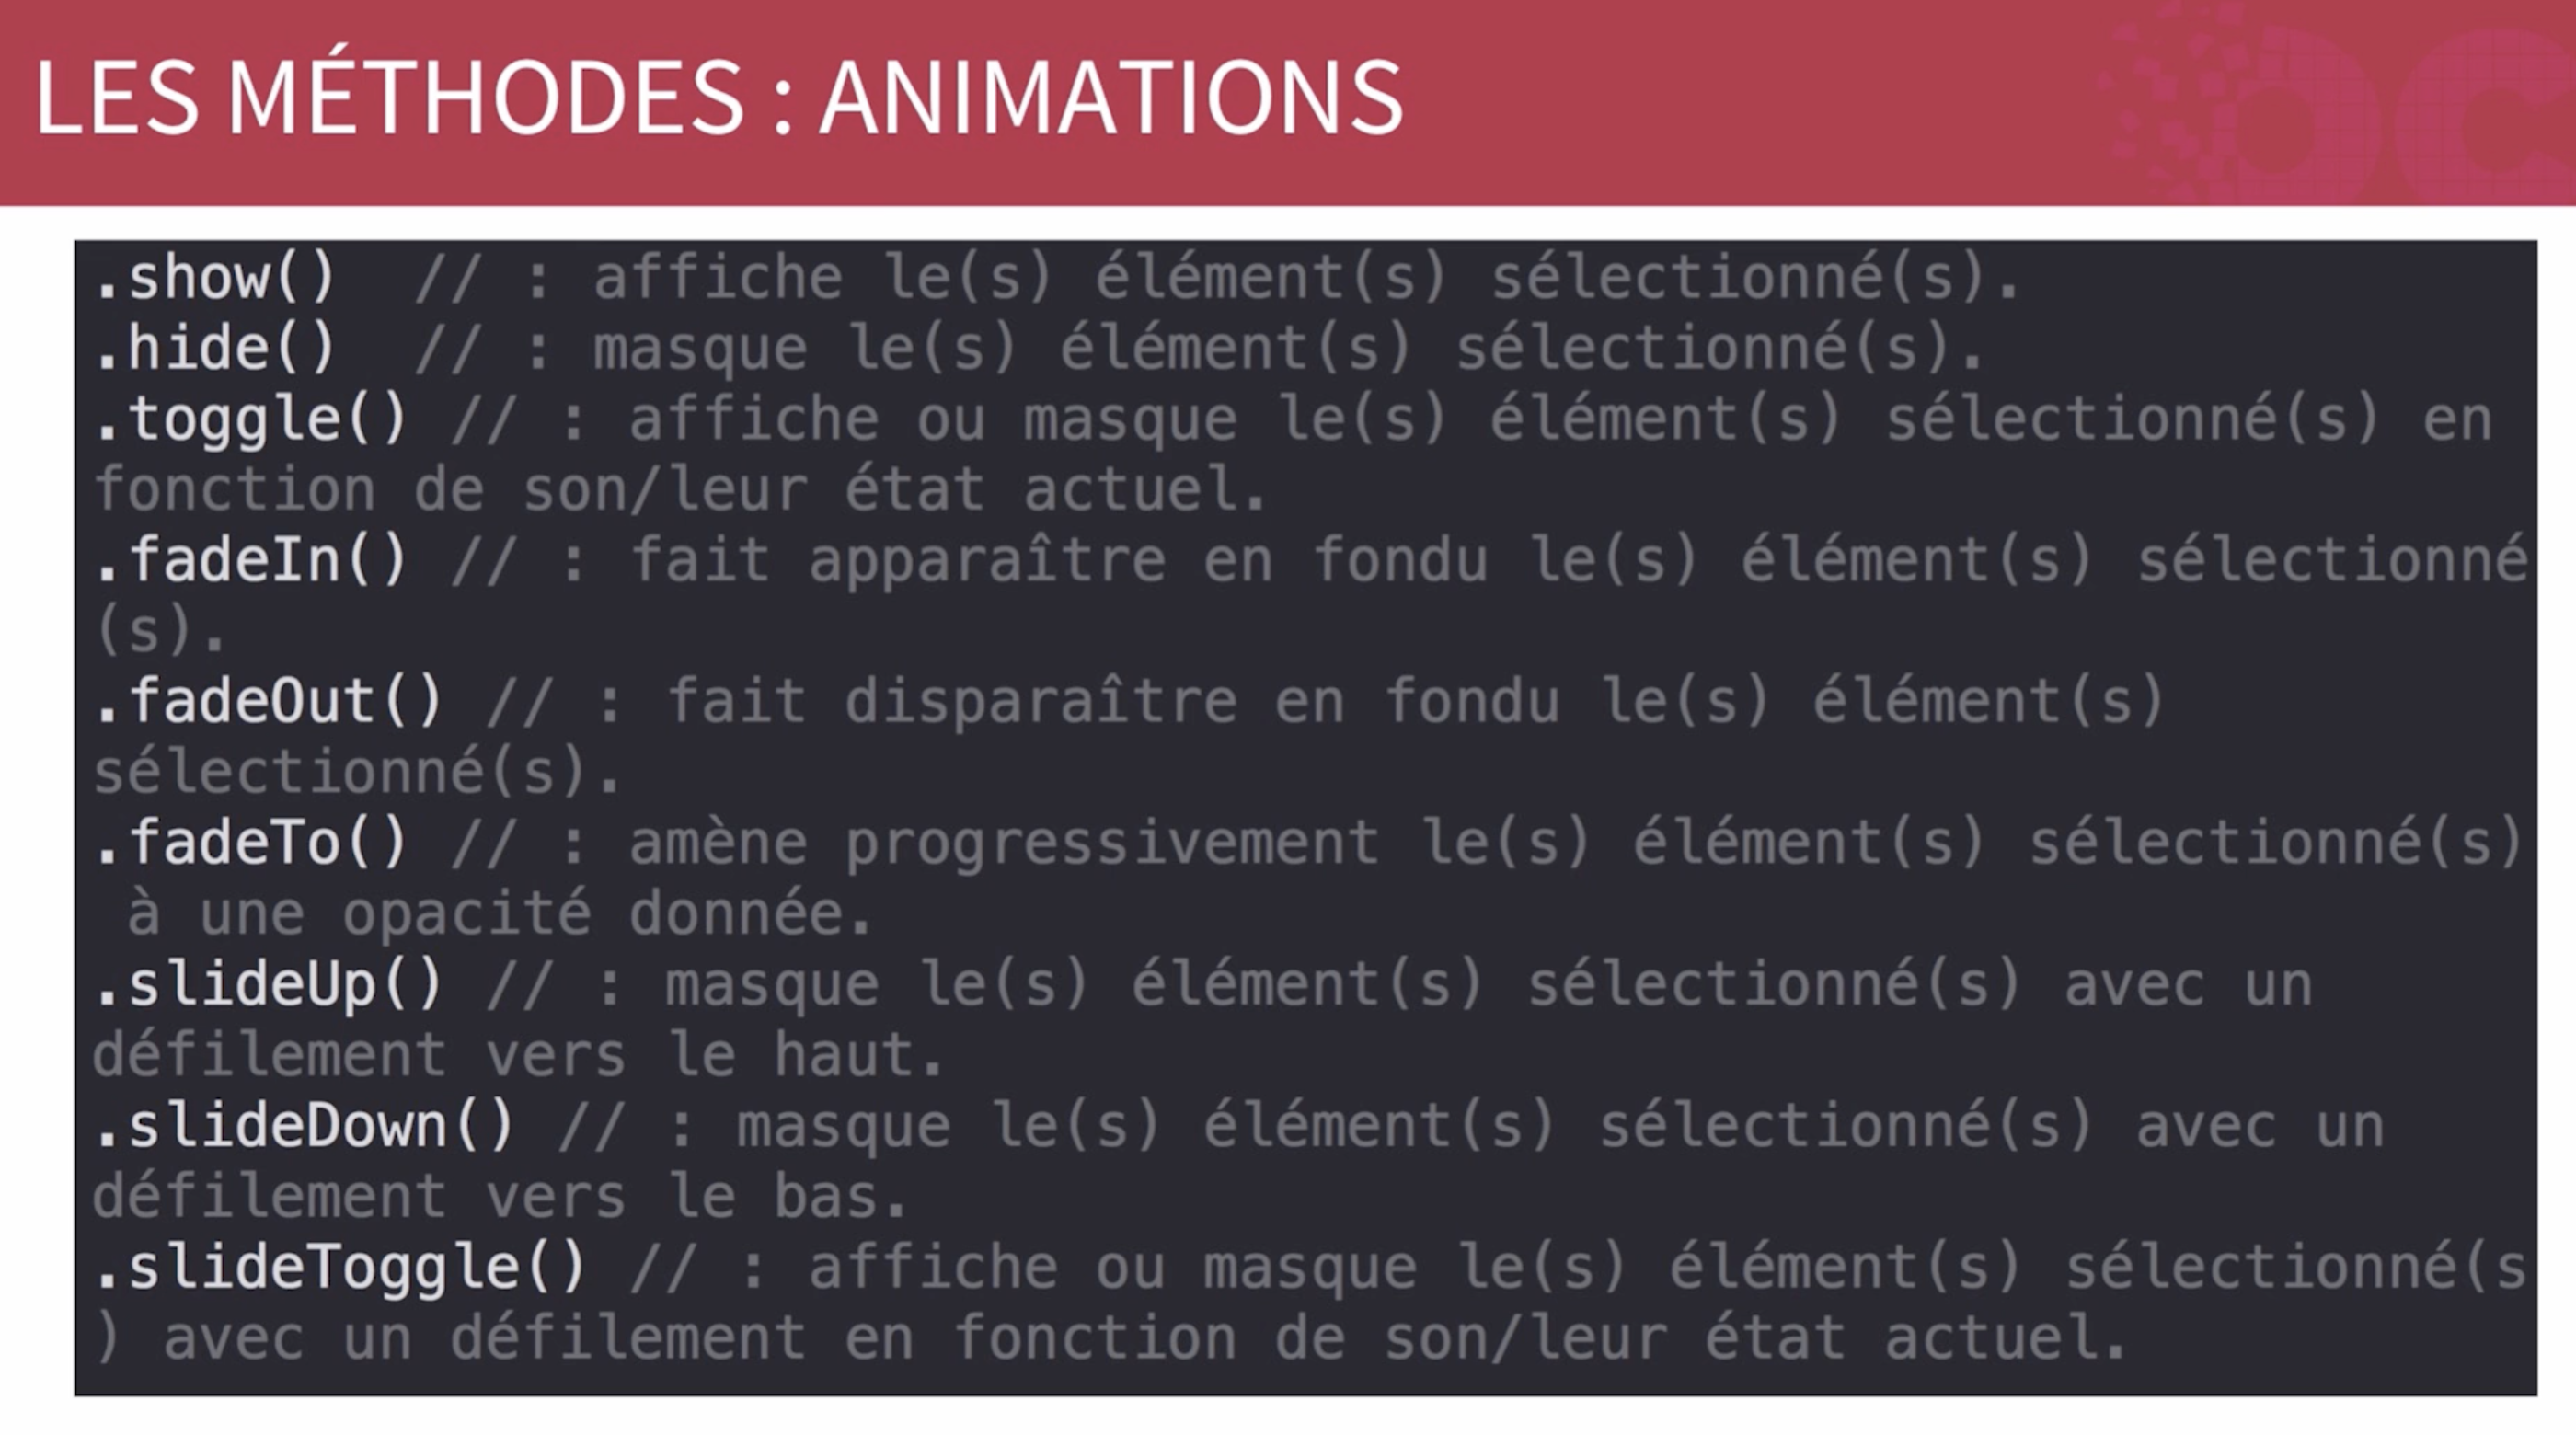 LES MÉTHODES : ANIMATIONS
.show()  // : affiche le(s) élément(s) sélectionné(s).
.hide()  // : masque le(s) élément(s) sélectionné(s).
.toggle() // : affiche ou masque le(s) élément(s) sélectionné(s) en
fonction de son/leur état actuel.
.fadeIn() // : fait apparaître en fondu le(s) élément(s) sélectionné
(s).
.fadeOut() // : fait disparaître en fondu le(s) élément(s)
sélectionné(s).
.fadeTo() // : amène progressivement le(s) élément(s) sélectionné(s)
 à une opacité donnée.
.slideUp() // : masque le(s) élément(s) sélectionné(s) avec un
défilement vers le haut.
.slideDown() // : masque le(s) élément(s) sélectionné(s) avec un
défilement vers le bas.
.slideToggle() // : affiche ou masque le(s) élément(s) sélectionné(s
) avec un défilement en fonction de son/leur état actuel.